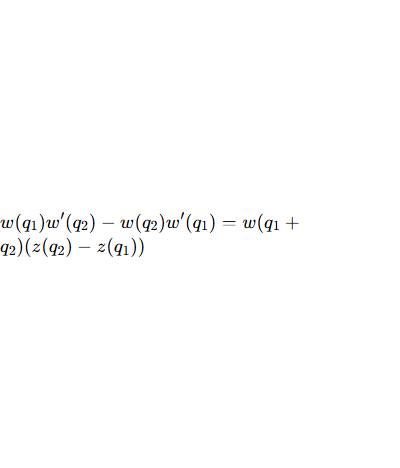 w(q₁)w′(q₂) − w(q₂)w′(q₁) = w(q₁ +
q₂)(z(q₂) − z(q₁))